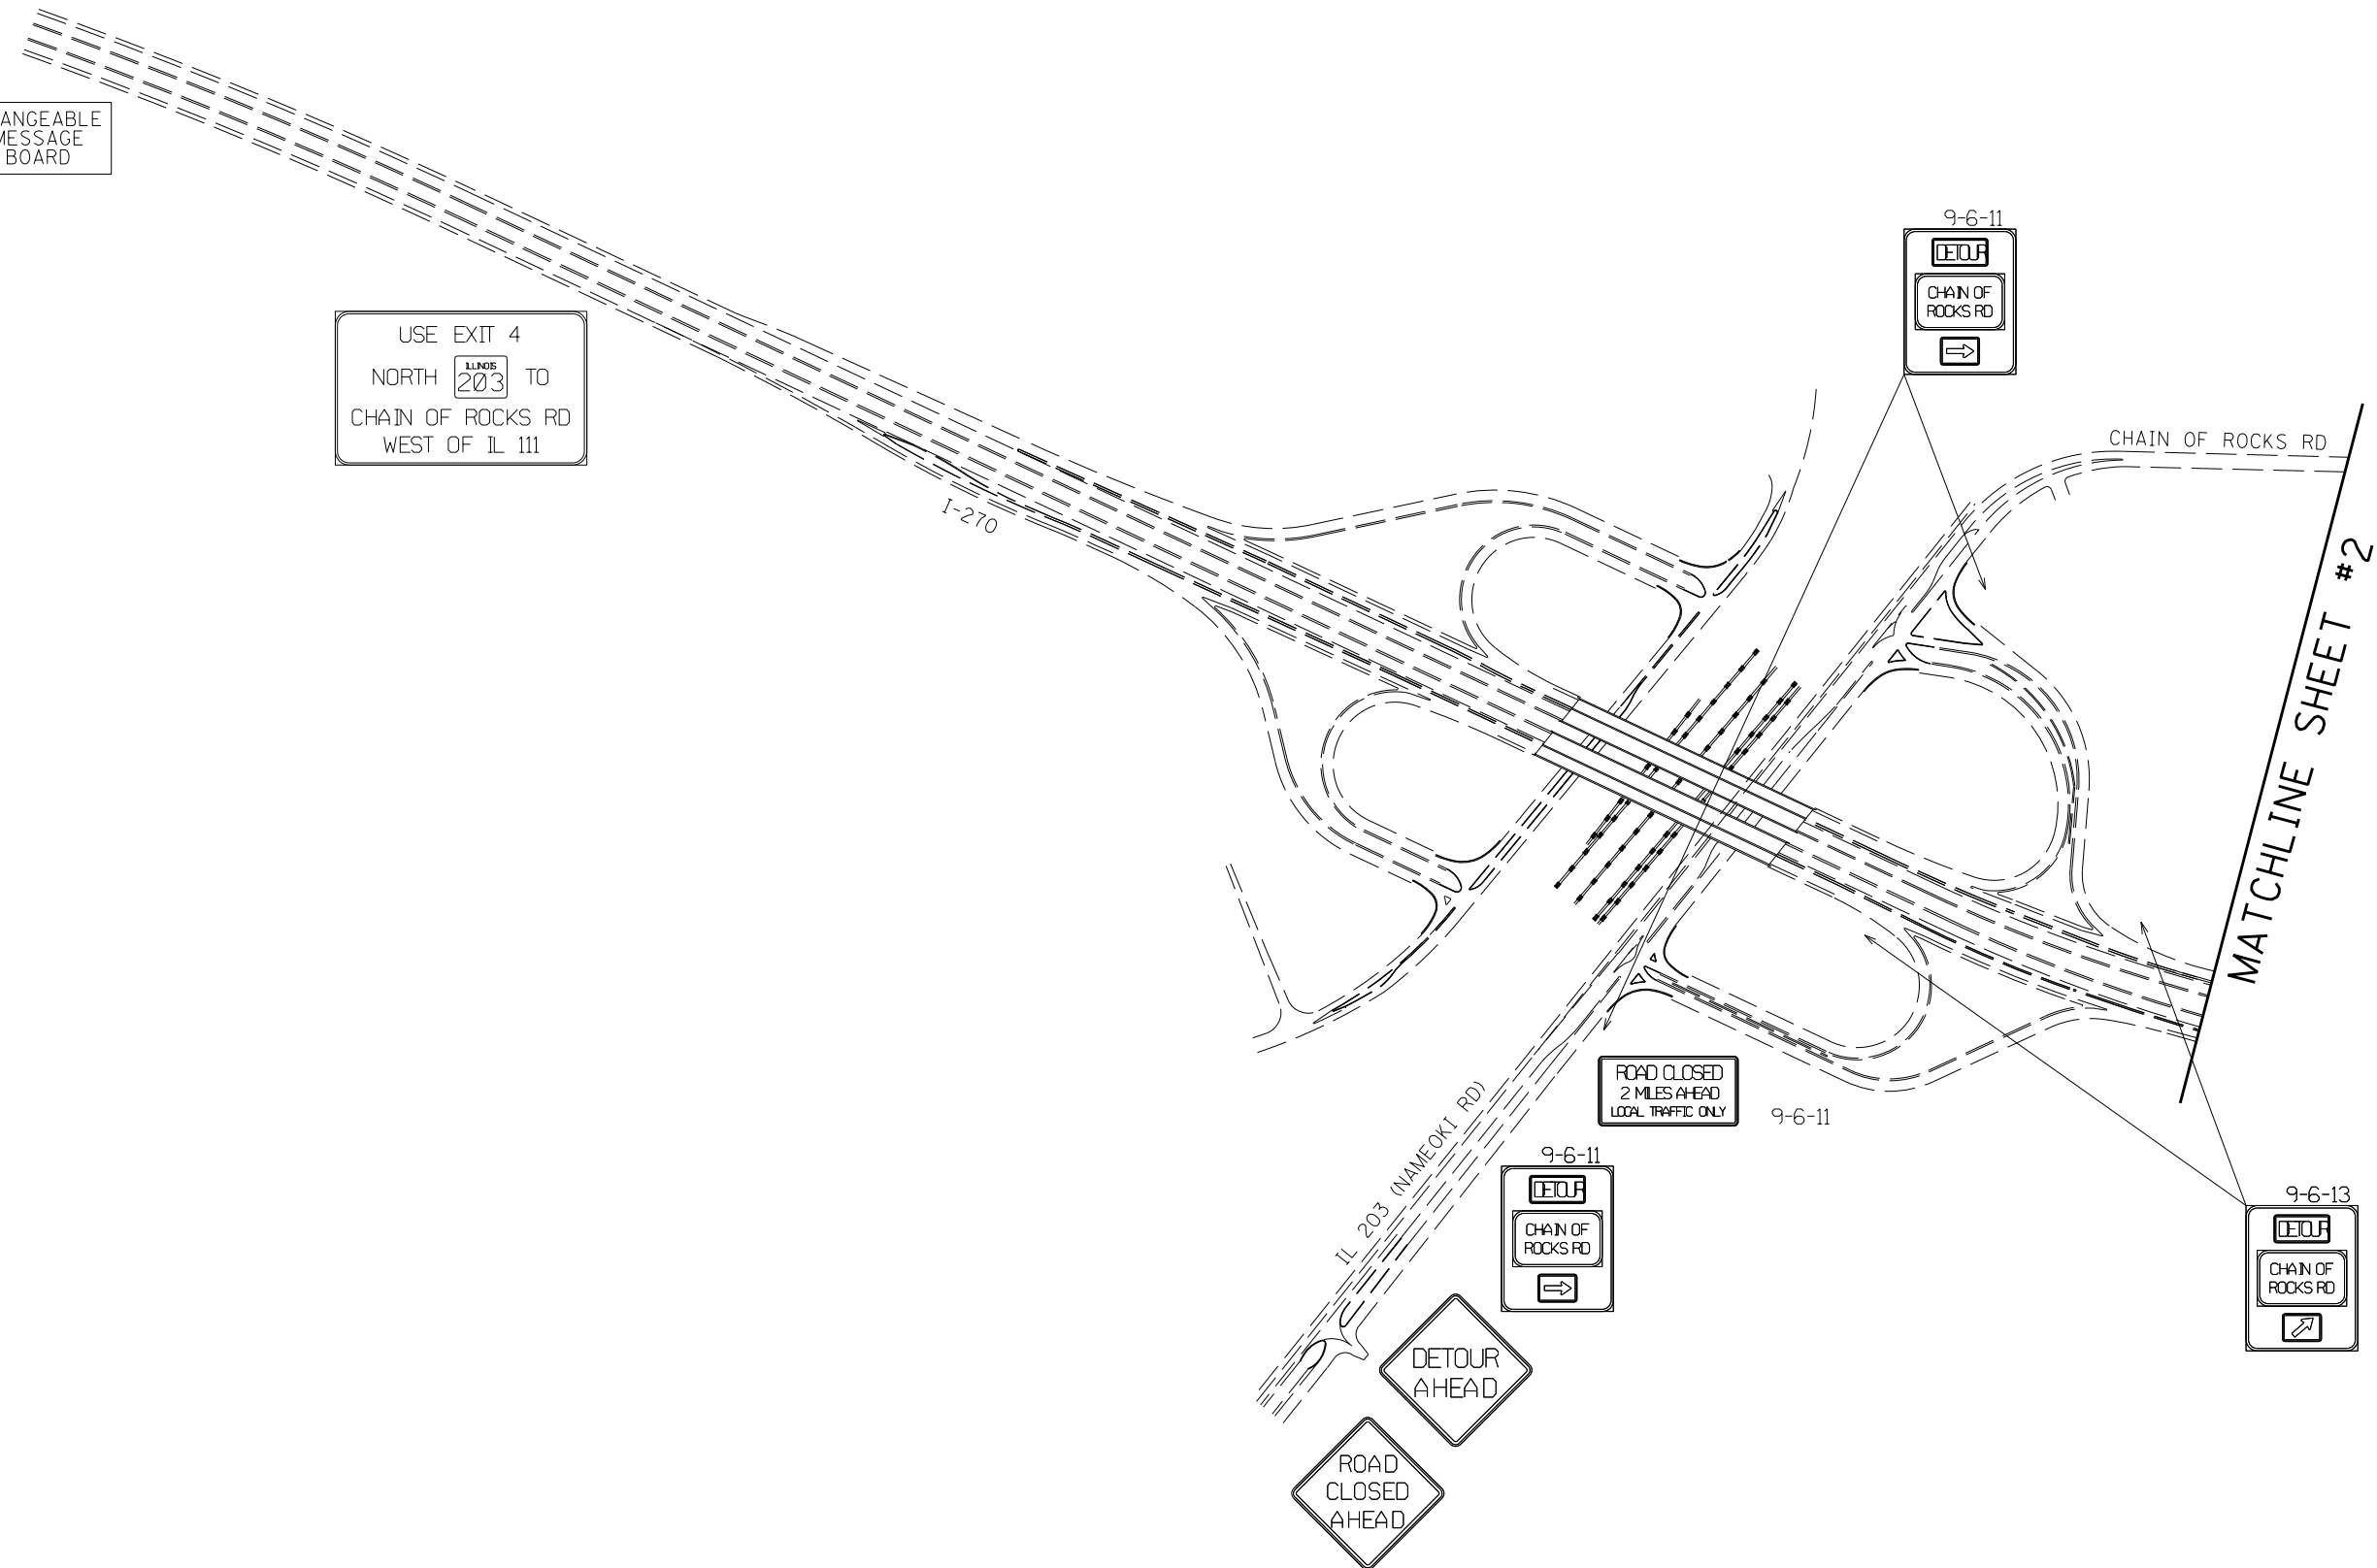 MESSAGE
BOARD
USE EXIT 4
NORTH ILLINOIS 203 TO
CHAIN OF ROCKS RD
WEST OF IL 111
I-270
9-6-11
DETOUR
CHAIN OF
ROCKS RD
CHAIN OF ROCKS RD
MATCHLINE SHEET #2
ROAD CLOSED
2 MILES AHEAD
LOCAL TRAFFIC ONLY
9-6-11
IL 203 (NAMEOKI RD)
9-6-11
DETOUR
CHAIN OF
ROCKS RD
9-6-13
DETOUR
CHAIN OF
ROCKS RD
DETOUR
AHEAD
ROAD
CLOSED
AHEAD